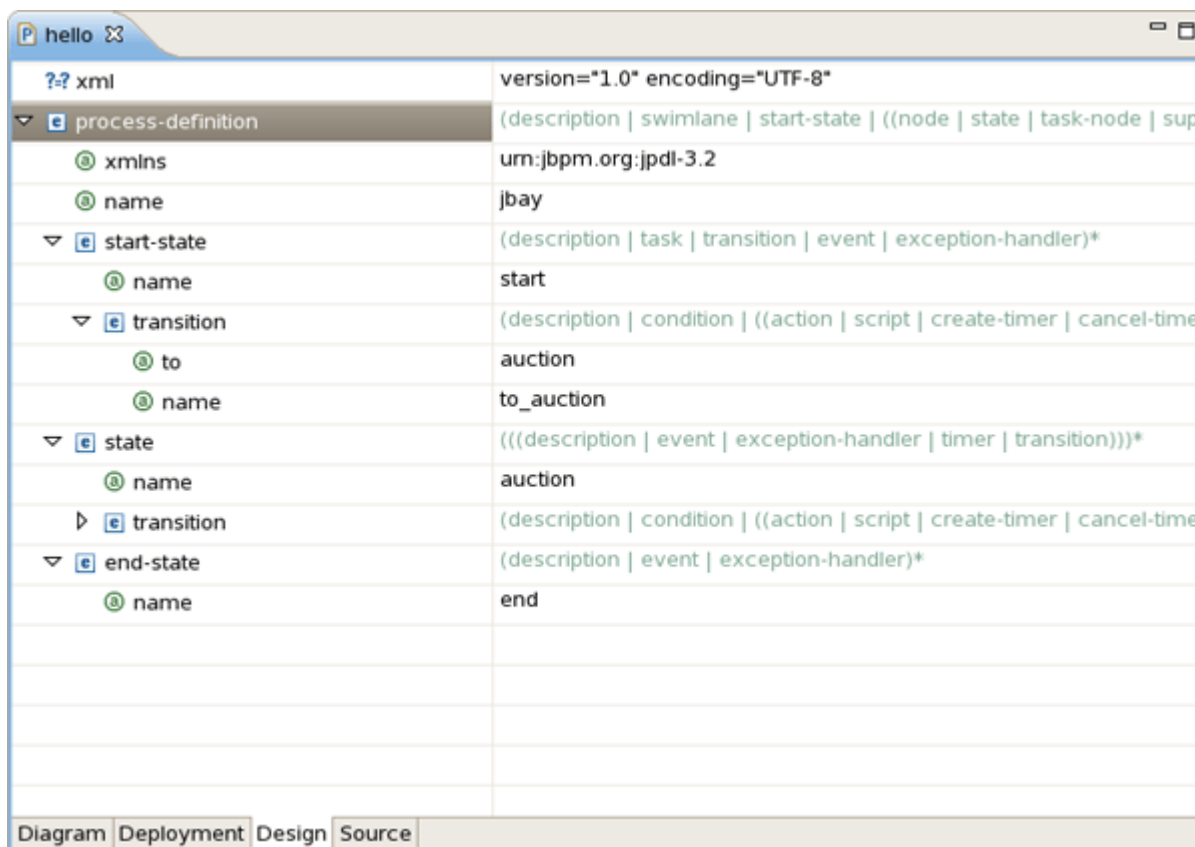 hello
?=? xml version="1.0" encoding="UTF-8"
e process-definition (description | swimlane | start-state | ((node | state | task-node | sup
a xmlns urn:jbpm.org:jpdl-3.2
a name jbay
e start-state (description | task | transition | event | exception-handler)*
a name start
e transition (description | condition | ((action | script | create-timer | cancel-time
a to auction
a name to_auction
e state (((description | event | exception-handler | timer | transition)))*
a name auction
e transition (description | condition | ((action | script | create-timer | cancel-time
e end-state (description | event | exception-handler)*
a name end
Diagram Deployment Design Source